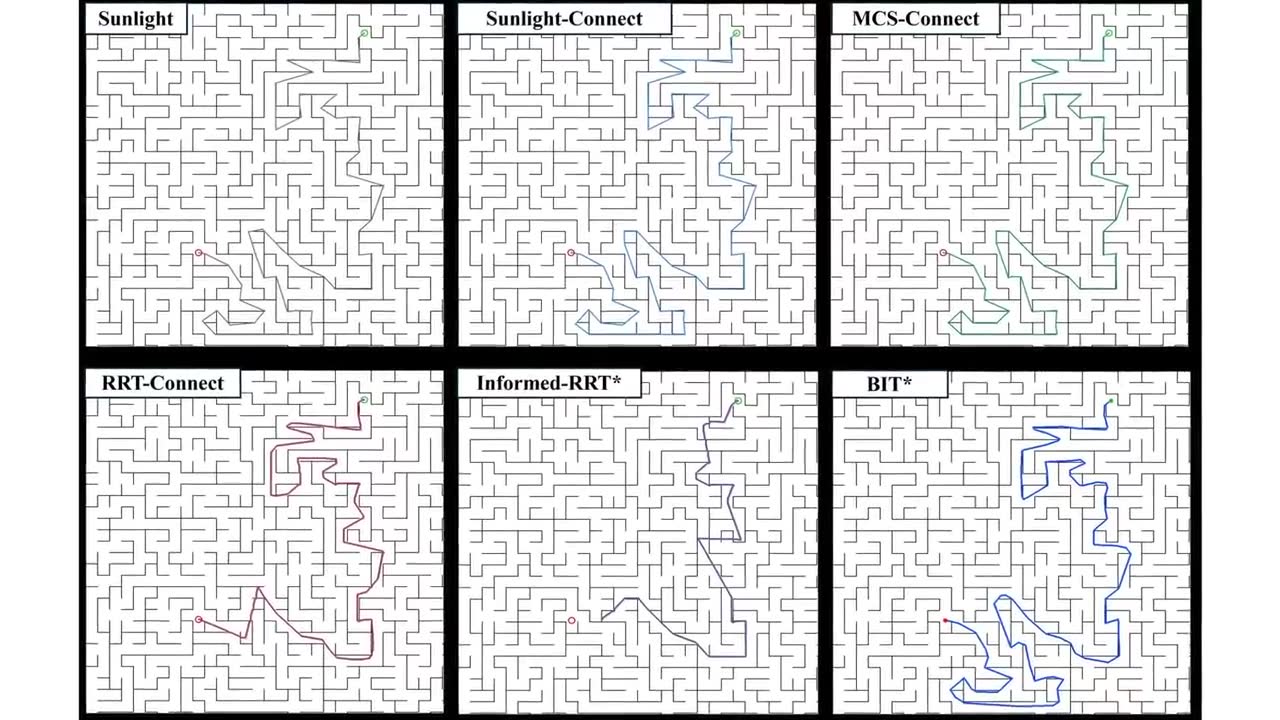 Sunlight
Sunlight-Connect
MCS-Connect
RRT-Connect
Informed-RRT*
BIT*